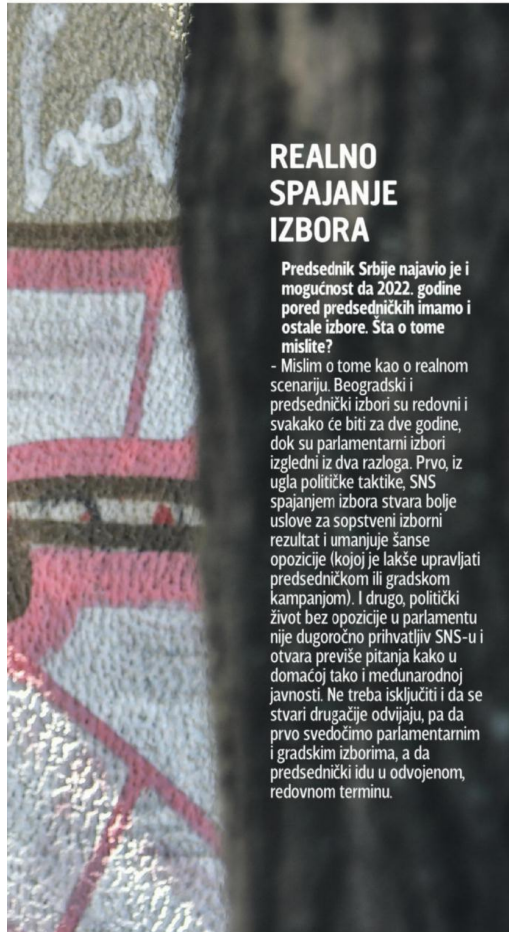 REALNO
SPAJANJE
IZBORA
Predsednik Srbije najavio je i
mogućnost da 2022. godine
pored predsedničkih imamo i
ostale izbore. Šta o tome
mislite?
- Mislim o tome kao o realnom
scenariju. Beogradski i
predsednički izbori su redovni i
svakako će biti za dve godine,
dok su parlamentarni izbori
izgledni iz dva razloga. Prvo, iz
ugla političke taktike, SNS
spajanjem izbora stvara bolje
uslove za sopstveni izborni
rezultat i umanjuje šanse
opozicije (kojoj je lakše upravljati
predsedničkom ili gradskom
kampanjom). I drugo, politički
život bez opozicije u parlamentu
nije dugoročno prihvatljiv SNS-u i
otvara previše pitanja kako u
domaćoj tako i međunarodnoj
javnosti. Ne treba isključiti i da se
stvari drugačije odvijaju, pa da
prvo svedočimo parlamentarnim
i gradskim izborima, a da
predsednički idu u odvojenom,
redovnom terminu.